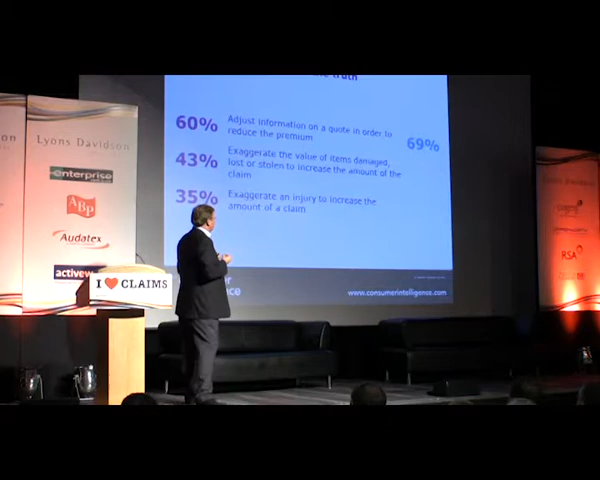 the truth
60%
Adjust information on a quote in order to
reduce the premium
69%
43%
Exaggerate the value of items damaged,
lost or stolen to increase the amount of the
claim
35%
Exaggerate an injury to increase the
amount of a claim
www.consumerintelligence.com
Lyons Davidson
enterprise
ABP
Audatex
I ❤ CLAIMS
RSA